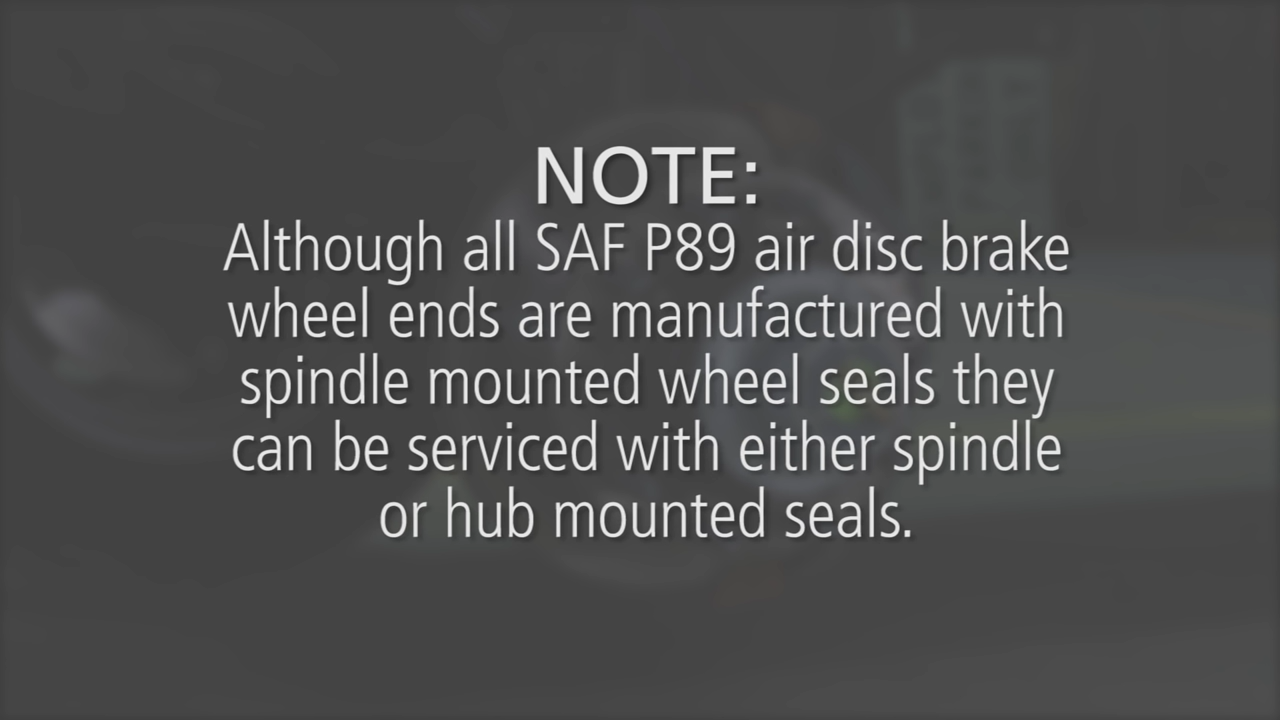 NOTE:
Although all SAF P89 air disc brake
wheel ends are manufactured with
spindle mounted wheel seals they
can be serviced with either spindle
or hub mounted seals.